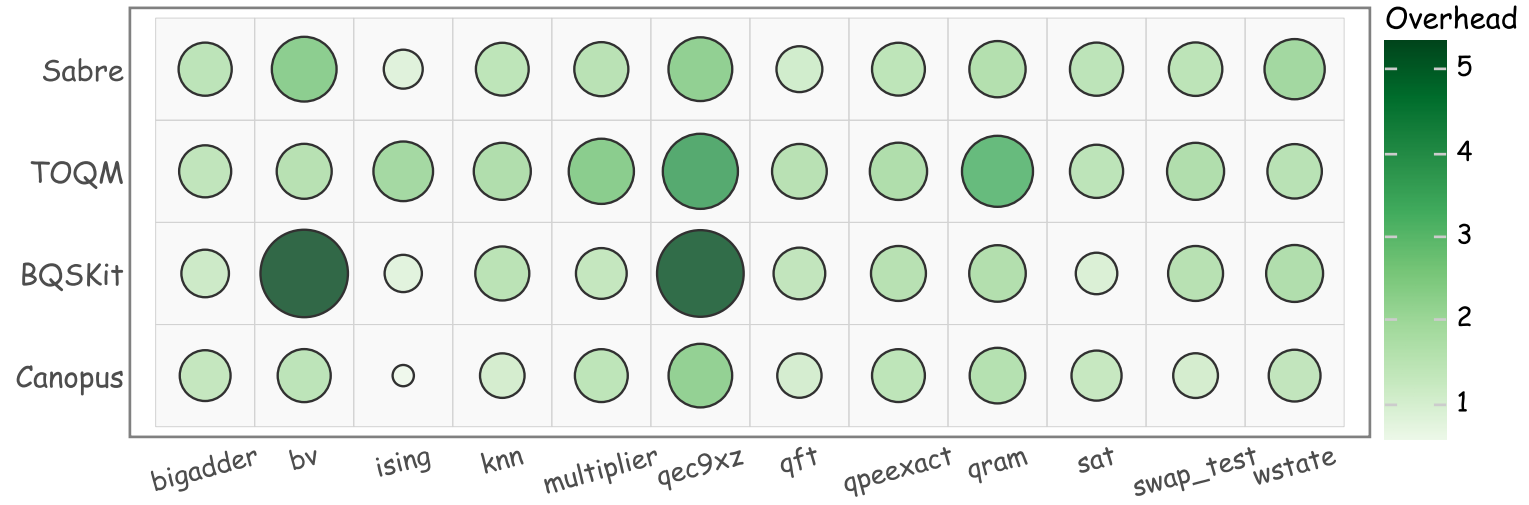 Overhead
Sabre
TOQM
BQSKit
Canopus
5
4
3
2
1
bigadder
bv
ising
knn
multiplier
qec9xz
qft
qpeexact
qram
sat
swap_test
wstate